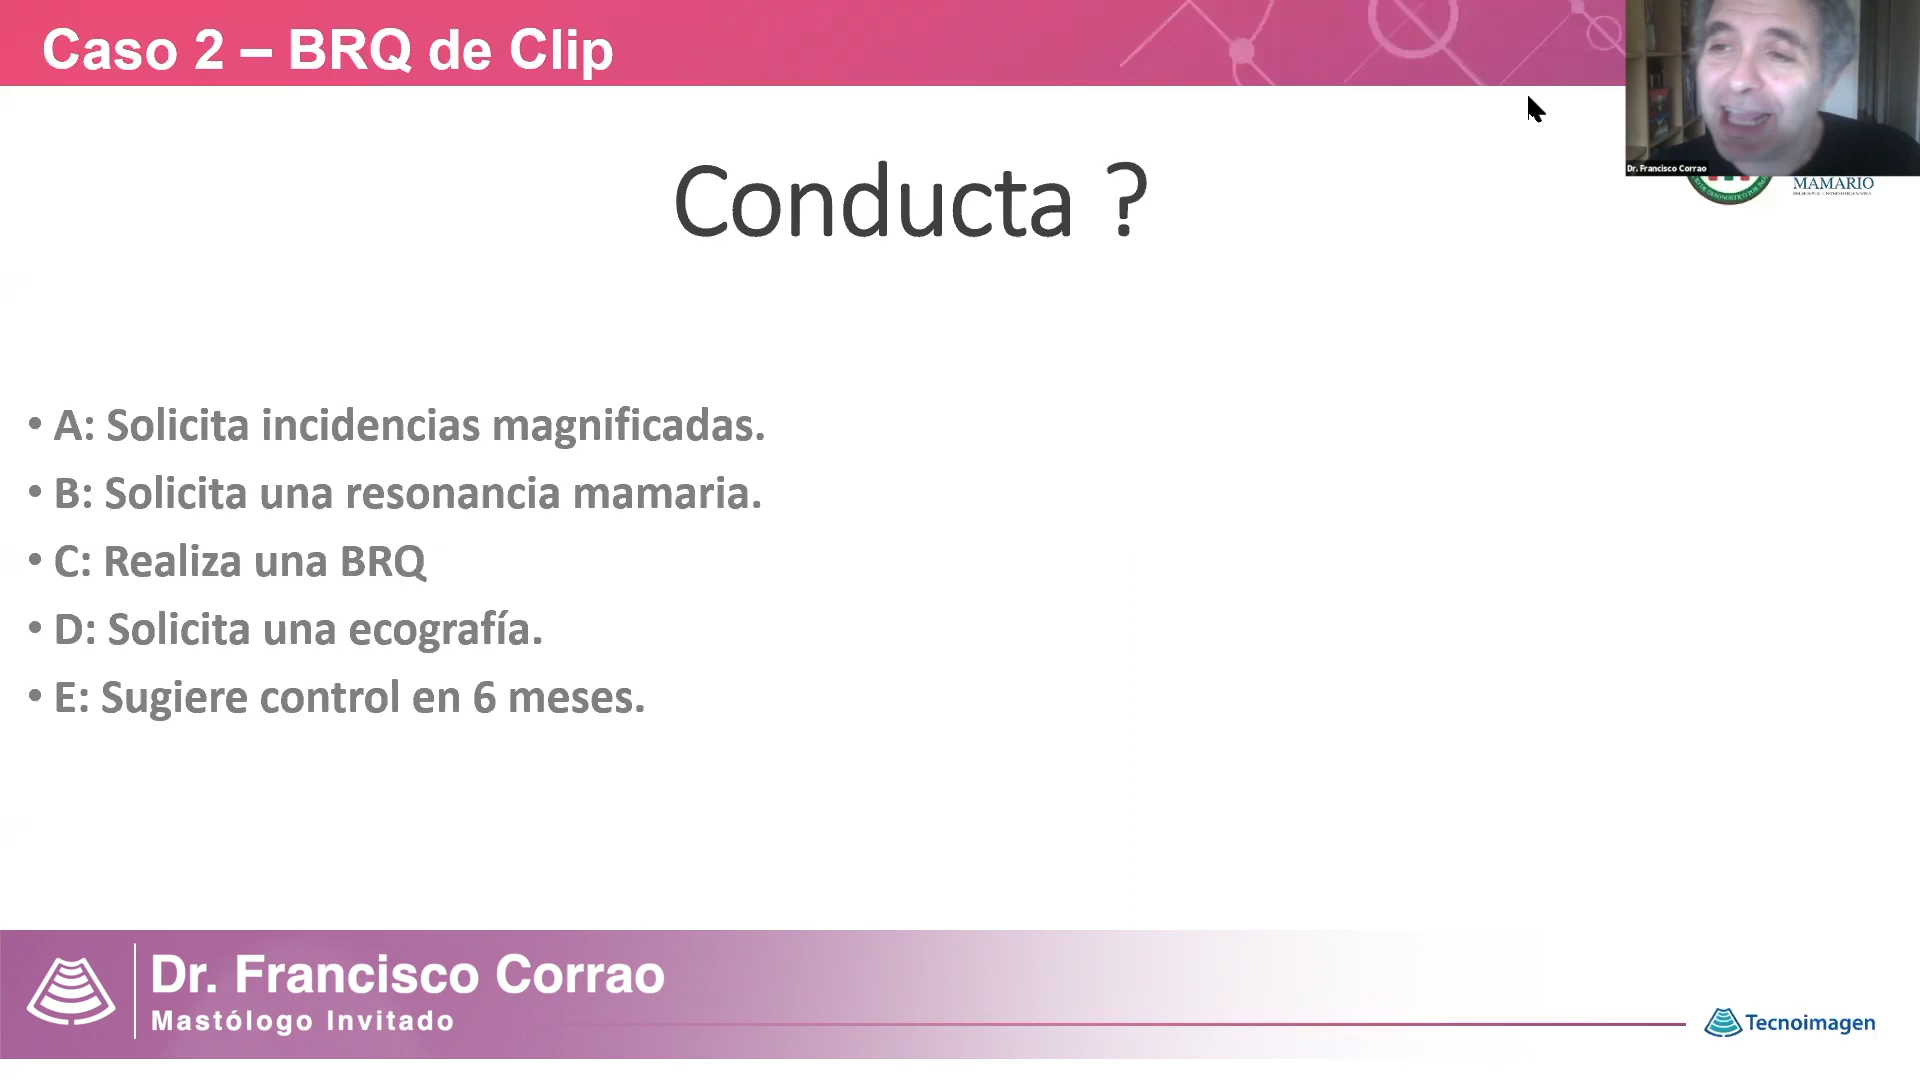 Caso 2 – BRQ de Clip
Dr. Francisco Corrao
MAMARIO
Conducta ?
• A: Solicita incidencias magnificadas.
• B: Solicita una resonancia mamaria.
• C: Realiza una BRQ
• D: Solicita una ecografía.
• E: Sugiere control en 6 meses.
Dr. Francisco Corrao
Mastólogo Invitado
Tecnoimagen